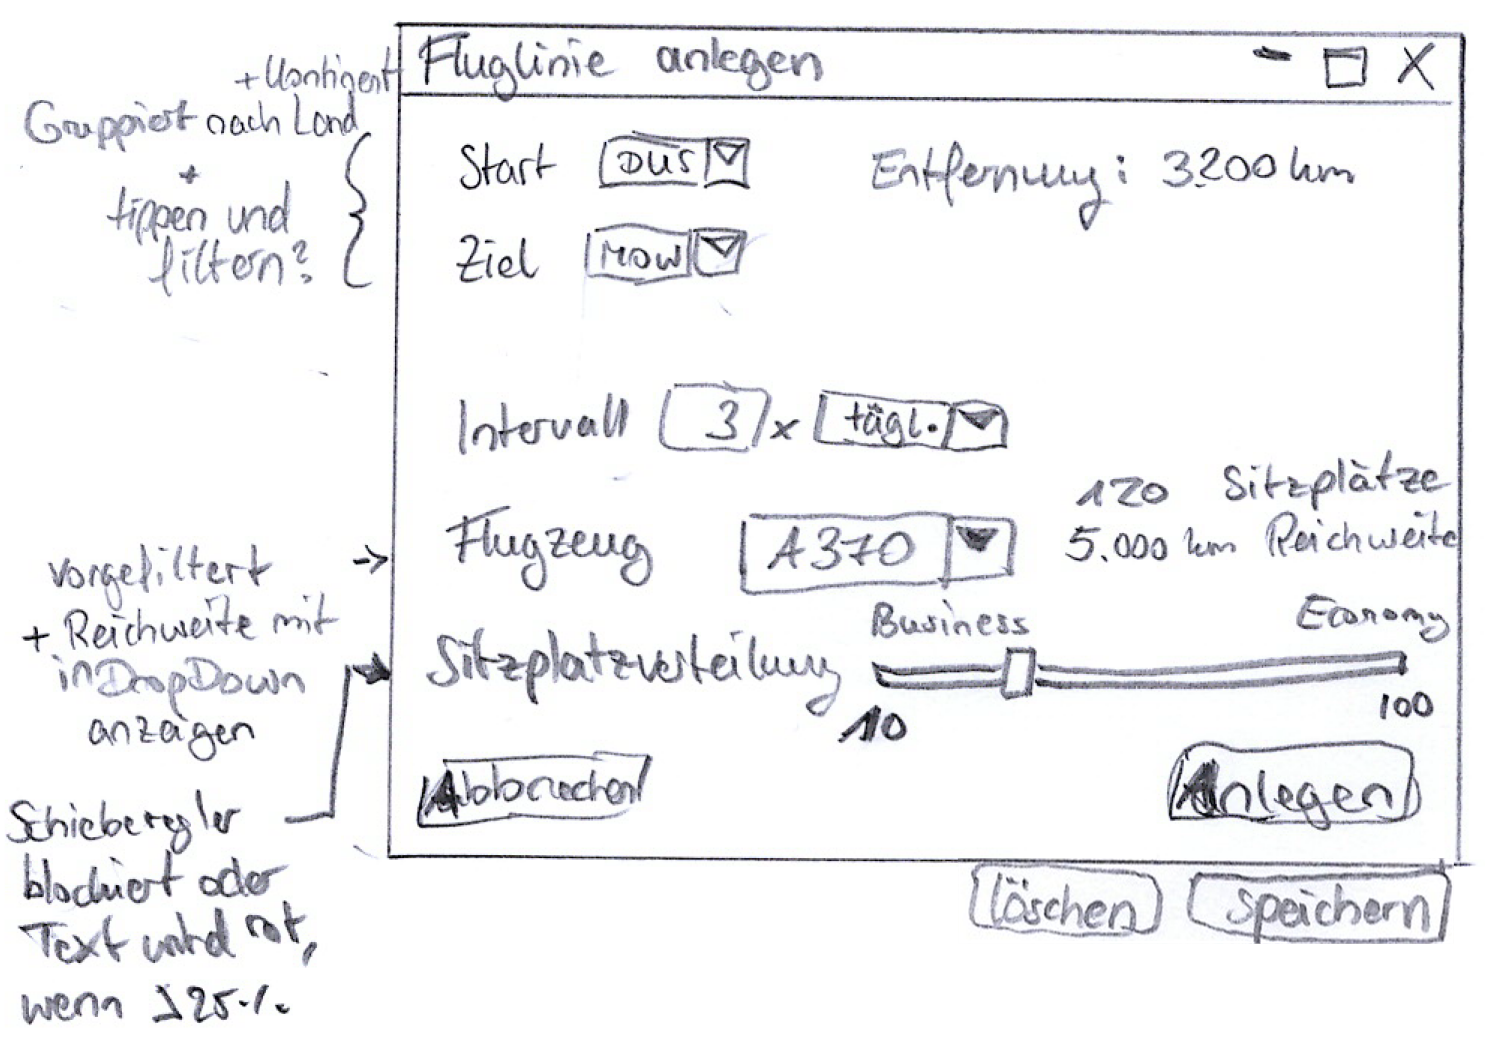 Fluglinie anlegen
+ Kontinent
Gruppiert nach Land
+
tippen und
filtern?
Start DUS
Entfernung: 3.200 km
Ziel MOW
Intervall 3 x tägl.
120 Sitzplätze
5.000 km Reichweite
Flugzeug A370
vorgefiltert
+ Reichweite mit
in DropDown
anzeigen
Business Economy
Sitzplatzverteilung
10 100
Abbrechen Anlegen
Schieberegler
blockiert oder
Text wird rot,
wenn 25%
löschen speichern